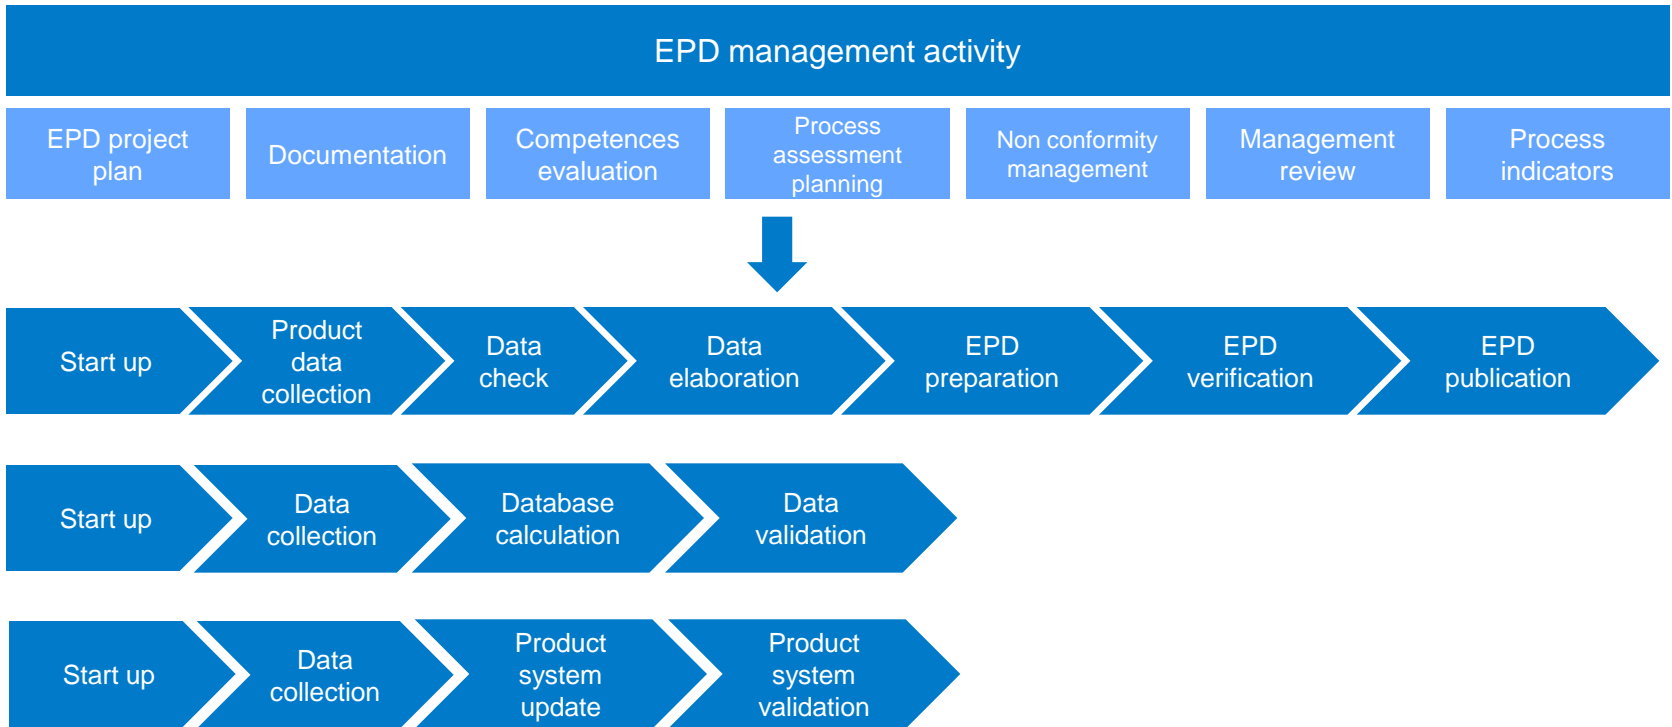 EPD management activity
EPD project
plan
Documentation
Competences
evaluation
Process
assessment
planning
Non conformity
management
Management
review
Process
indicators
Start up
Product
data
collection
Data
check
Data
elaboration
EPD
preparation
EPD
verification
EPD
publication
Start up
Data
collection
Database
calculation
Data
validation
Start up
Data
collection
Product
system
update
Product
system
validation